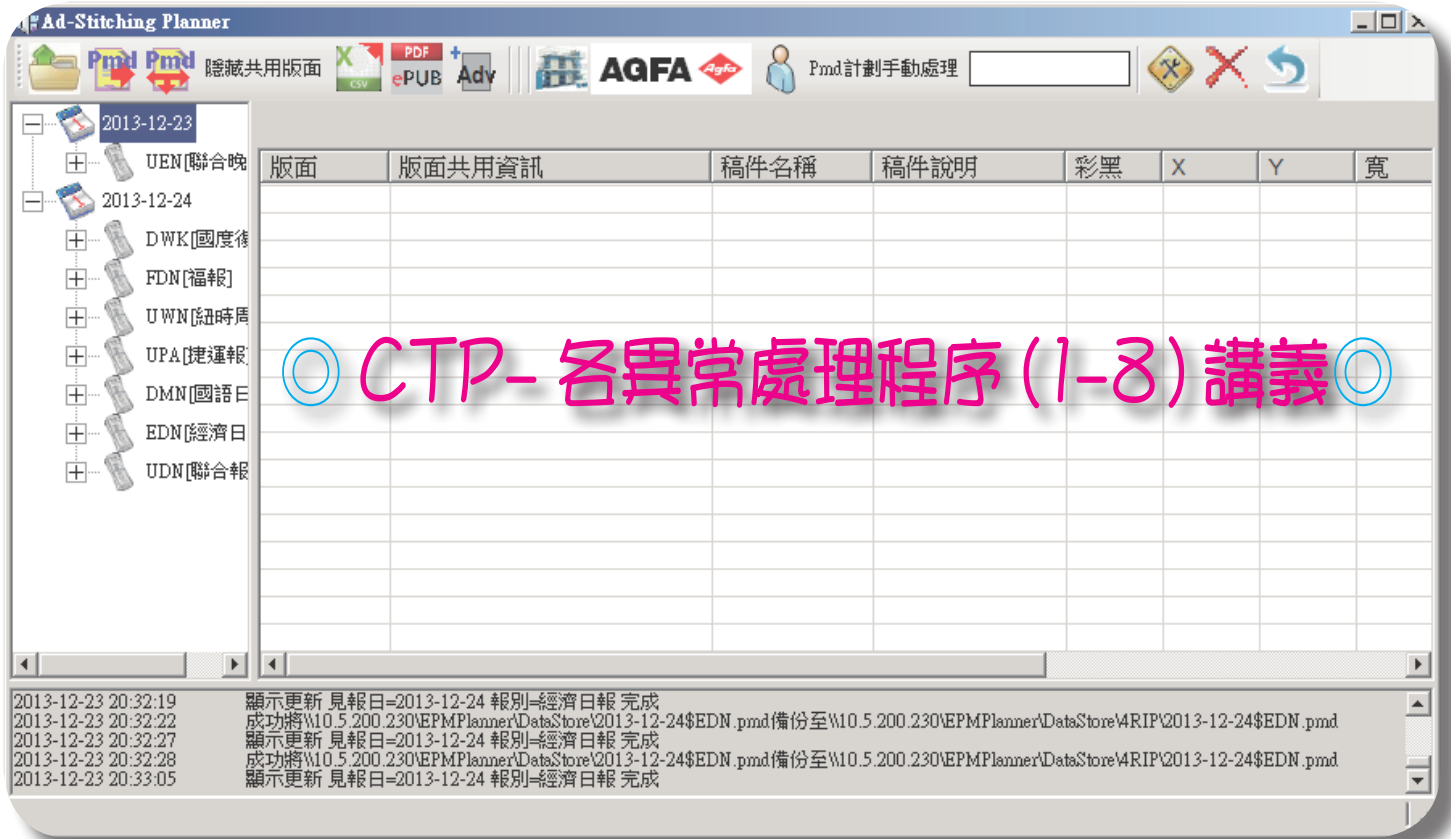 Ad-Stitching Planner
Pmd Pmd 隱藏共用版面 CSV PDF ePUB Adv AGFA Agfa Pmd計劃手動處理
2013-12-23
UEN[聯合晚
2013-12-24
DWK[國度復
FDN[福報]
UWN[紐時周
UPA[捷運報]
DMN[國語日
EDN[經濟日
UDN[聯合報
版面 版面共用資訊 稿件名稱 稿件說明 彩黑 X Y 寬
◎CTP-各異常處理程序(1-8)講義◎
2013-12-23 20:32:19 顯示更新 見報日=2013-12-24 報別=經濟日報 完成
2013-12-23 20:32:22 成功將\\10.5.200.230\EPMPlanner\DataStore\2013-12-24$EDN.pmd備份至\\10.5.200.230\EPMPlanner\DataStore\4RIP\2013-12-24$EDN.pmd
2013-12-23 20:32:27 顯示更新 見報日=2013-12-24 報別=經濟日報 完成
2013-12-23 20:32:28 成功將\\10.5.200.230\EPMPlanner\DataStore\2013-12-24$EDN.pmd備份至\\10.5.200.230\EPMPlanner\DataStore\4RIP\2013-12-24$EDN.pmd
2013-12-23 20:33:05 顯示更新 見報日=2013-12-24 報別=經濟日報 完成